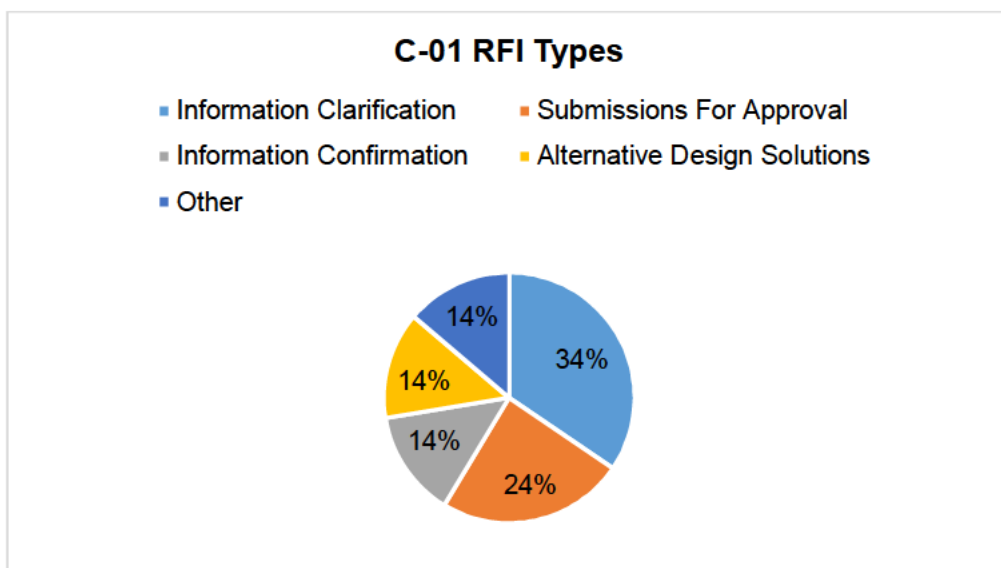 C-01 RFI Types
Information Clarification
Submissions For Approval
Information Confirmation
Alternative Design Solutions
Other
14%
34%
14%
14%
24%